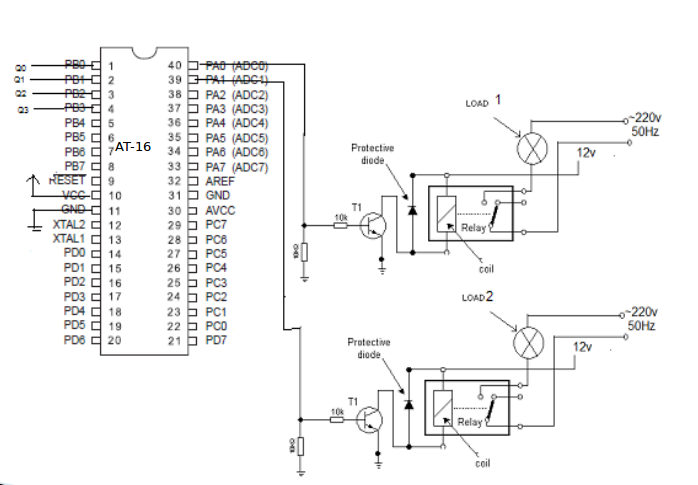 Q0 PB0 1 40 PA0 (ADC0)
Q1 PB1 2 39 PA1 (ADC1)
Q2 PB2 3 38 PA2 (ADC2)
Q3 PB3 4 37 PA3 (ADC3)
PB4 5 36 PA4 (ADC4)
PB5 6 35 PA5 (ADC5)
PB6 7 AT-16 34 PA6 (ADC6)
PB7 8 33 PA7 (ADC7)
RESET 9 32 AREF
VCC 10 31 GND
GND 11 30 AVCC
XTAL2 12 29 PC7
XTAL1 13 28 PC6
PD0 14 27 PC5
PD1 15 26 PC4
PD2 16 25 PC3
PD3 17 24 PC2
PD4 18 23 PC1
PD5 19 22 PC0
PD6 20 21 PD7
LOAD 1
~220v
50Hz
12v
Protective
diode
T1
10k
Relay
coil
LOAD 2
~220v
50Hz
12v
Protective
diode
T1
10k
Relay
coil